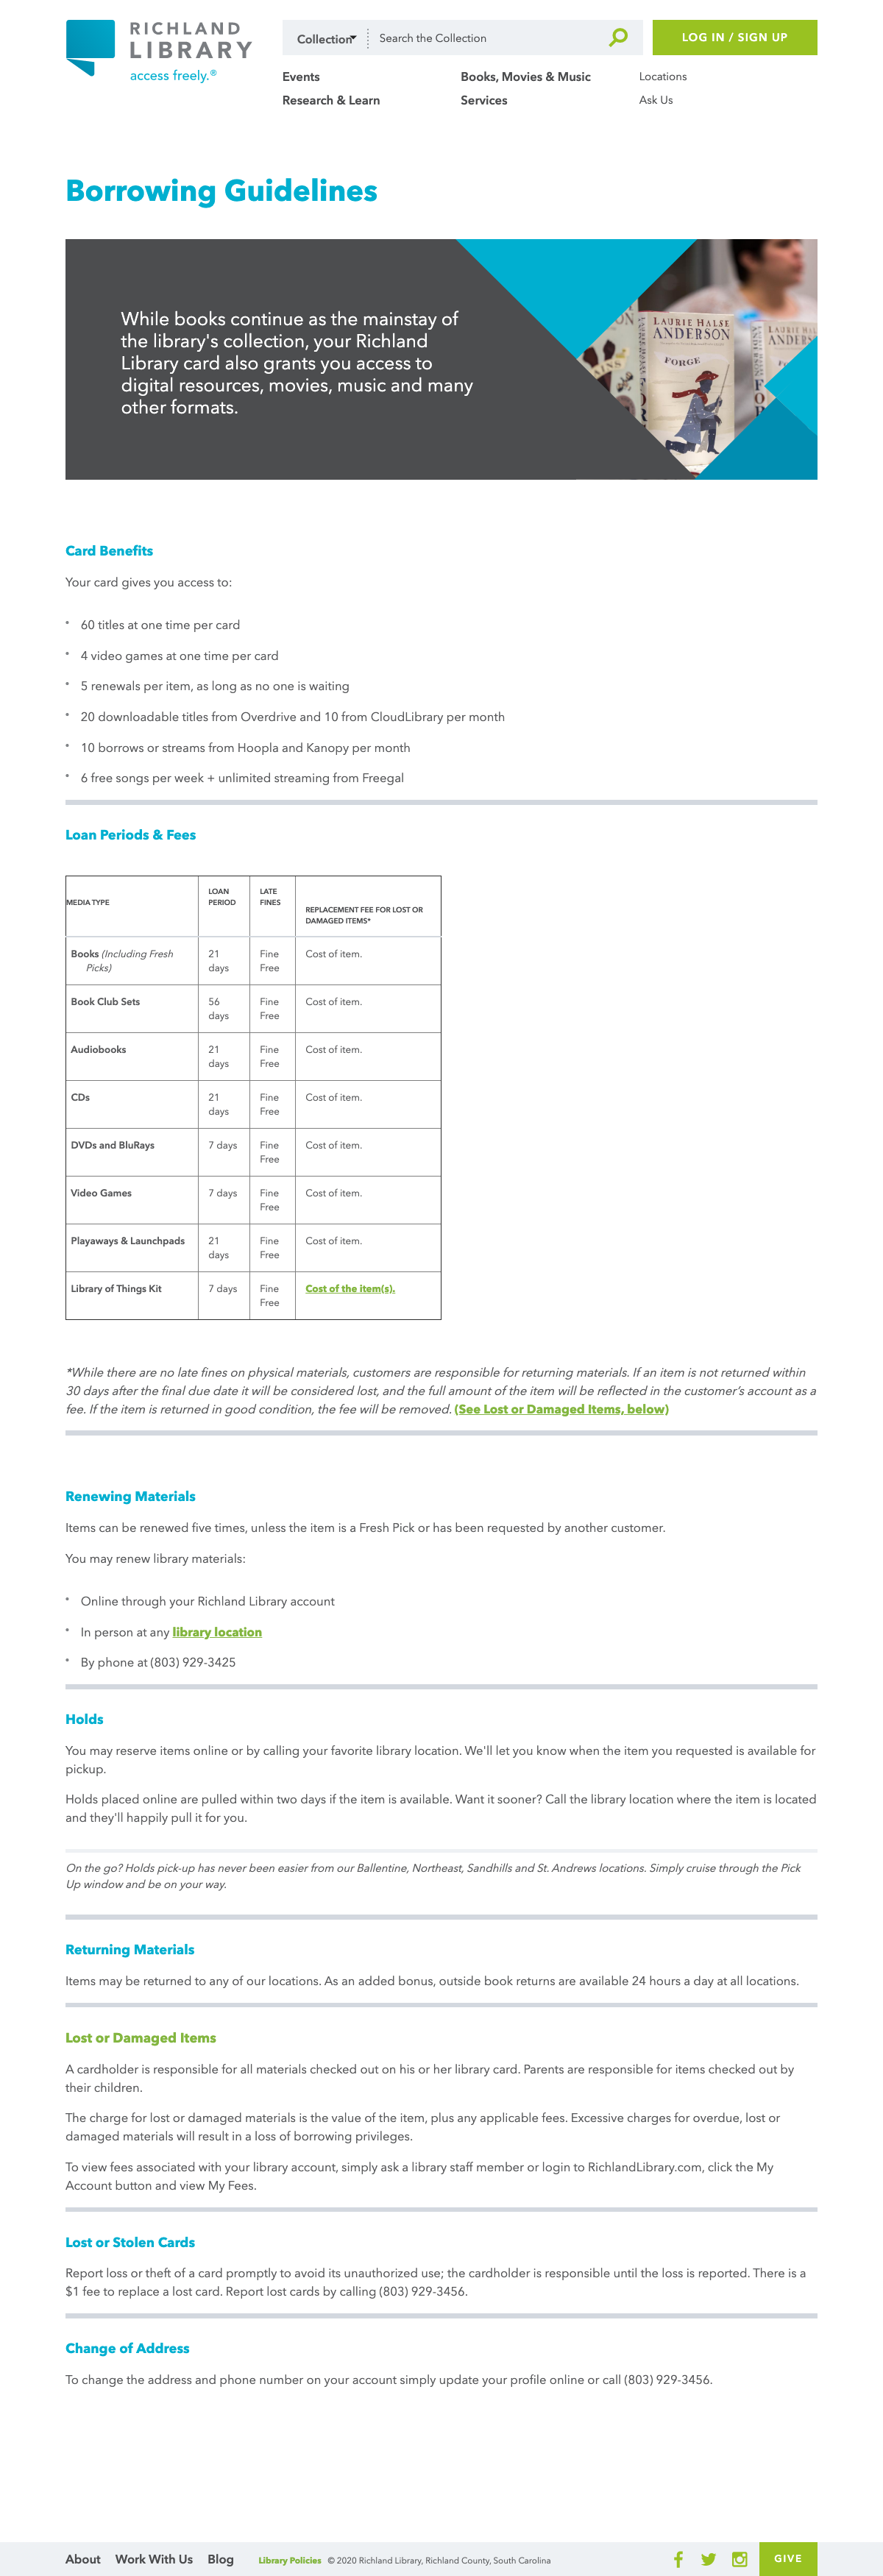 RICHLAND
LIBRARY
access freely.®
Collection
Search the Collection
LOG IN / SIGN UP
Events
Books, Movies & Music
Locations
Research & Learn
Services
Ask Us
Borrowing Guidelines
While books continue as the mainstay of
the library's collection, your Richland
Library card also grants you access to
digital resources, movies, music and many
other formats.
LAURIE HALSE
ANDERSON
FORGE
Card Benefits
Your card gives you access to:
* 60 titles at one time per card
* 4 video games at one time per card
* 5 renewals per item, as long as no one is waiting
* 20 downloadable titles from Overdrive and 10 from CloudLibrary per month
* 10 borrows or streams from Hoopla and Kanopy per month
* 6 free songs per week + unlimited streaming from Freegal
Loan Periods & Fees
MEDIA TYPE
LOAN
PERIOD
LATE
FINES
REPLACEMENT FEE FOR LOST OR
DAMAGED ITEMS*
Books (Including Fresh
Picks)
21
days
Fine
Free
Cost of item.
Book Club Sets
56
days
Fine
Free
Cost of item.
Audiobooks
21
days
Fine
Free
Cost of item.
CDs
21
days
Fine
Free
Cost of item.
DVDs and BluRays
7 days
Fine
Free
Cost of item.
Video Games
7 days
Fine
Free
Cost of item.
Playaways & Launchpads
21
days
Fine
Free
Cost of item.
Library of Things Kit
7 days
Fine
Free
Cost of the item(s).
*While there are no late fines on physical materials, customers are responsible for returning materials. If an item is not returned within
30 days after the final due date it will be considered lost, and the full amount of the item will be reflected in the customer's account as a
fee. If the item is returned in good condition, the fee will be removed. (See Lost or Damaged Items, below)
Renewing Materials
Items can be renewed five times, unless the item is a Fresh Pick or has been requested by another customer.
You may renew library materials:
* Online through your Richland Library account
* In person at any library location
* By phone at (803) 929-3425
Holds
You may reserve items online or by calling your favorite library location. We'll let you know when the item you requested is available for
pickup.
Holds placed online are pulled within two days if the item is available. Want it sooner? Call the library location where the item is located
and they'll happily pull it for you.
On the go? Holds pick-up has never been easier from our Ballentine, Northeast, Sandhills and St. Andrews locations. Simply cruise through the Pick
Up window and be on your way.
Returning Materials
Items may be returned to any of our locations. As an added bonus, outside book returns are available 24 hours a day at all locations.
Lost or Damaged Items
A cardholder is responsible for all materials checked out on his or her library card. Parents are responsible for items checked out by
their children.
The charge for lost or damaged materials is the value of the item, plus any applicable fees. Excessive charges for overdue, lost or
damaged materials will result in a loss of borrowing privileges.
To view fees associated with your library account, simply ask a library staff member or login to RichlandLibrary.com, click the My
Account button and view My Fees.
Lost or Stolen Cards
Report loss or theft of a card promptly to avoid its unauthorized use; the cardholder is responsible until the loss is reported. There is a
$1 fee to replace a lost card. Report lost cards by calling (803) 929-3456.
Change of Address
To change the address and phone number on your account simply update your profile online or call (803) 929-3456.
About
Work With Us
Blog
Library Policies
© 2020 Richland Library, Richland County, South Carolina
GIVE